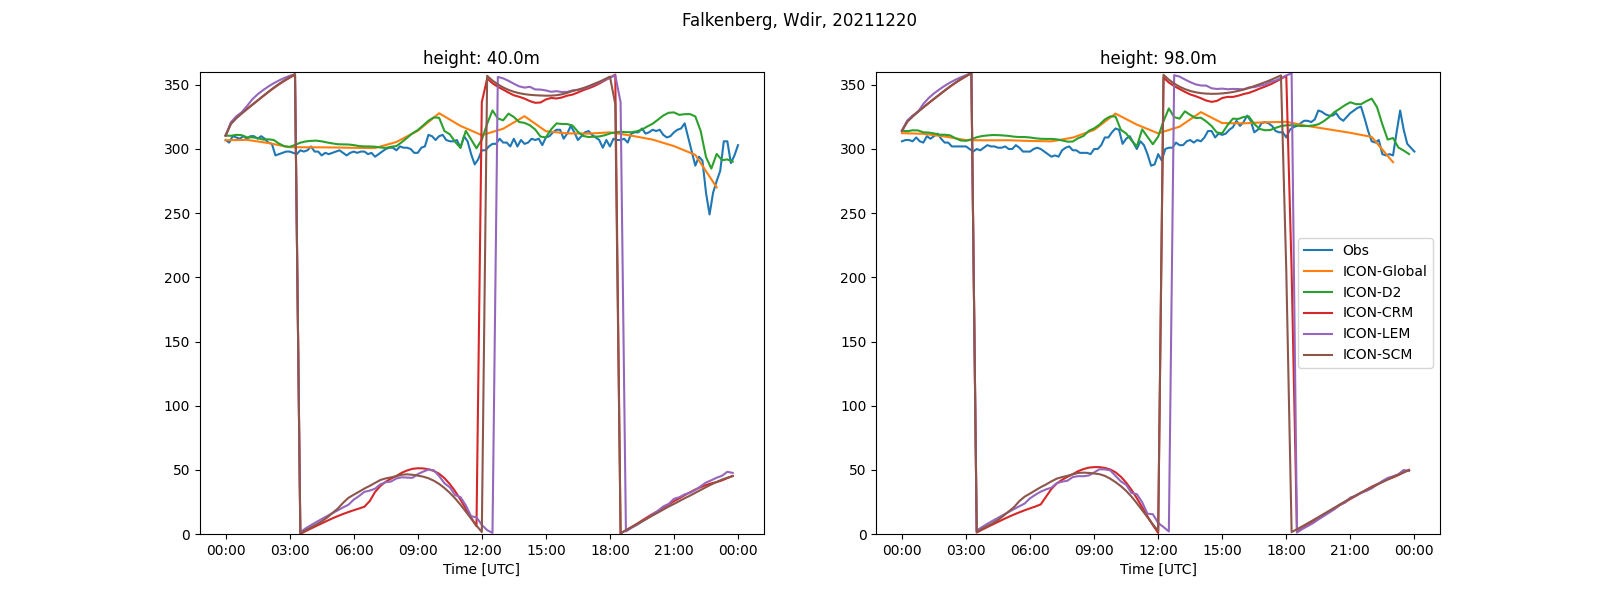 Falkenberg, Wdir, 20211220
height: 40.0m
350
300
250
200
150
100
50
0
00:00 03:00 06:00 09:00 12:00 15:00 18:00 21:00 00:00
Time [UTC]
height: 98.0m
350
300
250
200
150
100
50
0
00:00 03:00 06:00 09:00 12:00 15:00 18:00 21:00 00:00
Time [UTC]
Obs
ICON-Global
ICON-D2
ICON-CRM
ICON-LEM
ICON-SCM